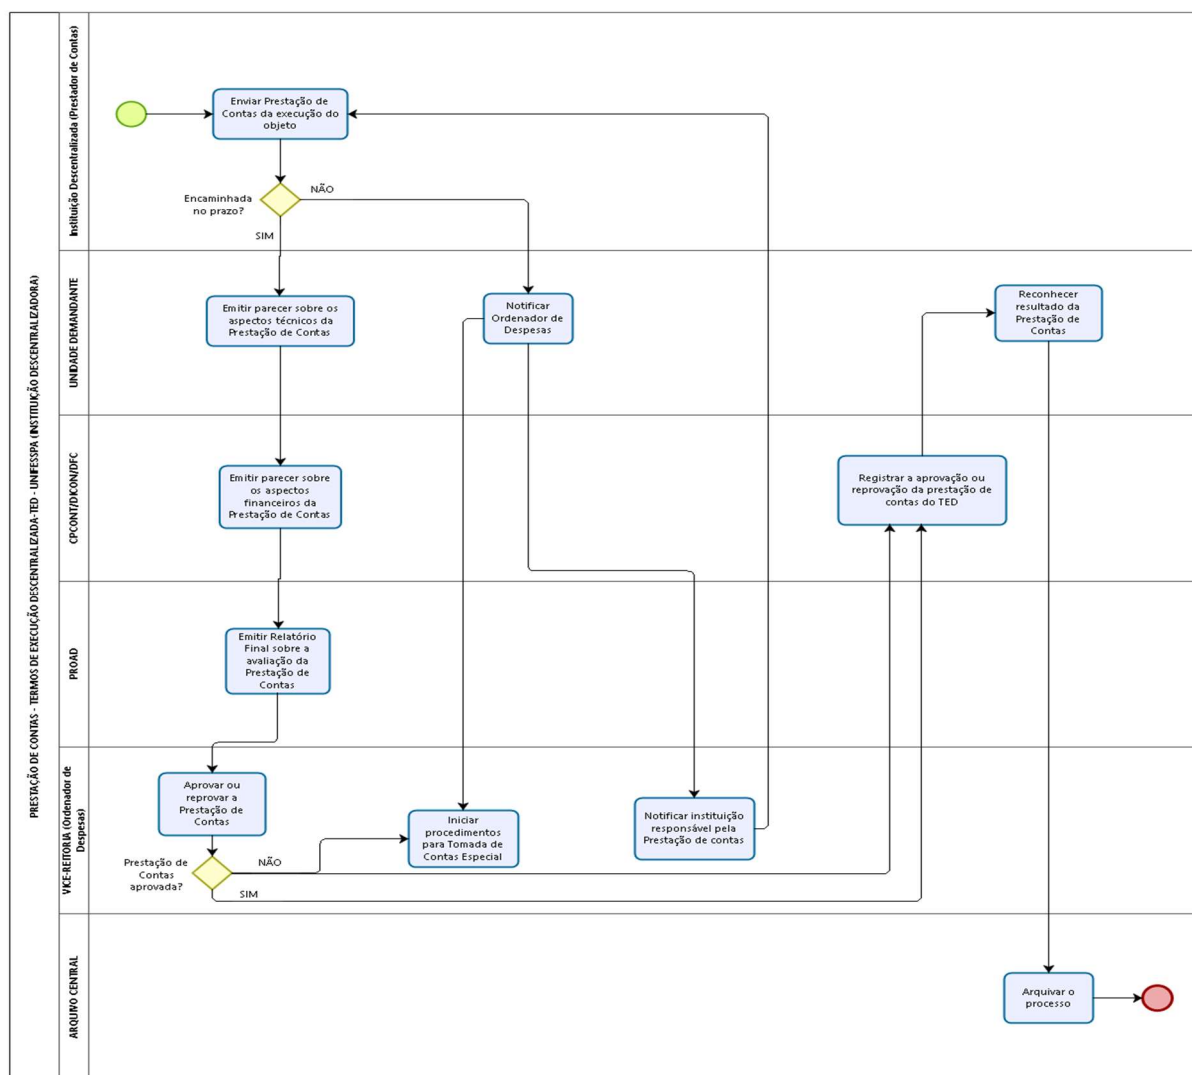 PRESTAÇÃO DE CONTAS - TERMOS DE EXECUÇÃO DESCENTRALIZADA-TED - UNIFESSPA (INSTITUIÇÃO DESCENTRALIZADORA)
Instituição Descentralizada (Prestador de Contas)
Enviar Prestação de
Contas da execução do
objeto
Encaminhada
no prazo?
NÃO
SIM
UNIDADE DEMANDANTE
Emitir parecer sobre os
aspectos técnicos da
Prestação de Contas
Notificar
Ordenador de
Despesas
Reconhecer
resultado da
Prestação de
Contas
CPCONT/DICON/DFC
Emitir parecer sobre
os aspectos
financeiros da
Prestação de Contas
Registrar a aprovação ou
reprovação da prestação de
contas do TED
PROAD
Emitir Relatório
Final sobre a
avaliação da
Prestação de
Contas
VICE-REITORIA (Ordenador de
Despesas)
Aprovar ou
reprovar a
Prestação de
Contas
Prestação de
Contas
aprovada?
NÃO
SIM
Iniciar
procedimentos
para Tomada de
Contas Especial
Notificar instituição
responsável pela
Prestação de contas
ARQUIVO CENTRAL
Arquivar o
processo